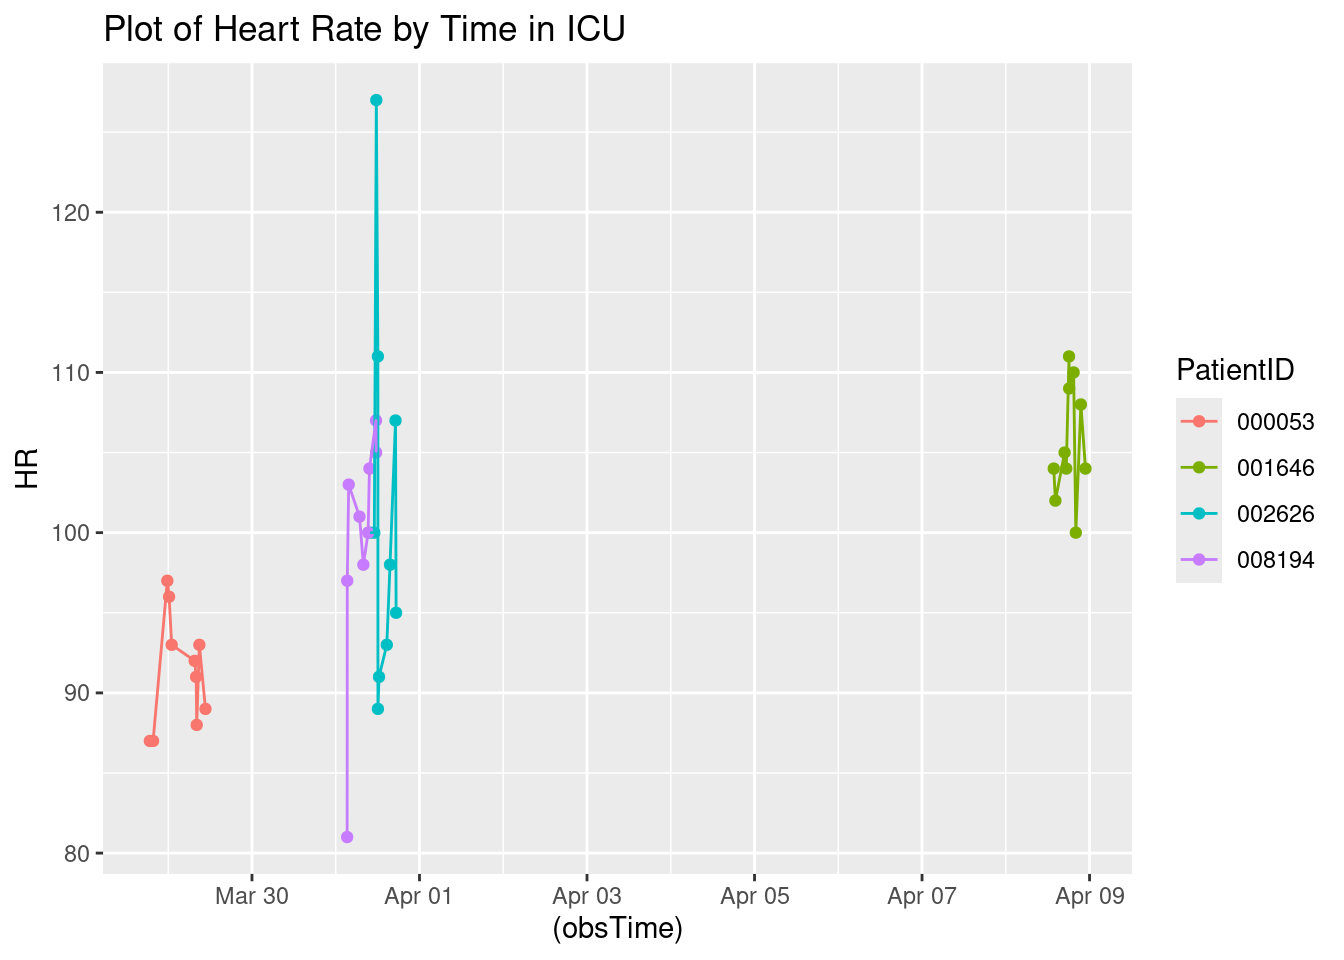 Plot of Heart Rate by Time in ICU
HR
120
110
100
90
80
Mar 30 Apr 01 Apr 03 Apr 05 Apr 07 Apr 09
(obsTime)
PatientID
000053
001646
002626
008194